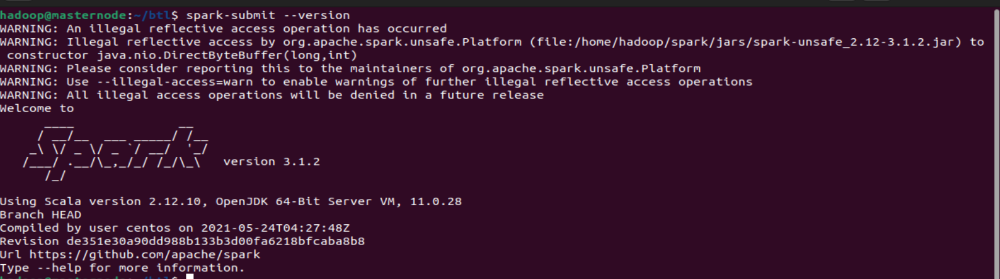 hadoop@masternode:~/btl$ spark-submit --version
WARNING: An illegal reflective access operation has occurred
WARNING: Illegal reflective access by org.apache.spark.unsafe.Platform (file:/home/hadoop/spark/jars/spark-unsafe_2.12-3.1.2.jar) to
 constructor java.nio.DirectByteBuffer(long,int)
WARNING: Please consider reporting this to the maintainers of org.apache.spark.unsafe.Platform
WARNING: Use --illegal-access=warn to enable warnings of further illegal reflective access operations
WARNING: All illegal access operations will be denied in a future release
Welcome to
      ____              __
     / __/__  ___ _____/ /__
    _\ \/ _ \/ _ `/ __/  '_/
   /___/ .__/\_,_/_/ /_/\_\   version 3.1.2
      /_/
Using Scala version 2.12.10, OpenJDK 64-Bit Server VM, 11.0.28
Branch HEAD
Compiled by user centos on 2021-05-24T04:27:48Z
Revision de351e30a90dd988b133b3d00fa6218bfcaba8b8
Url https://github.com/apache/spark
Type --help for more information.
hadoop@masternode:~/btl$